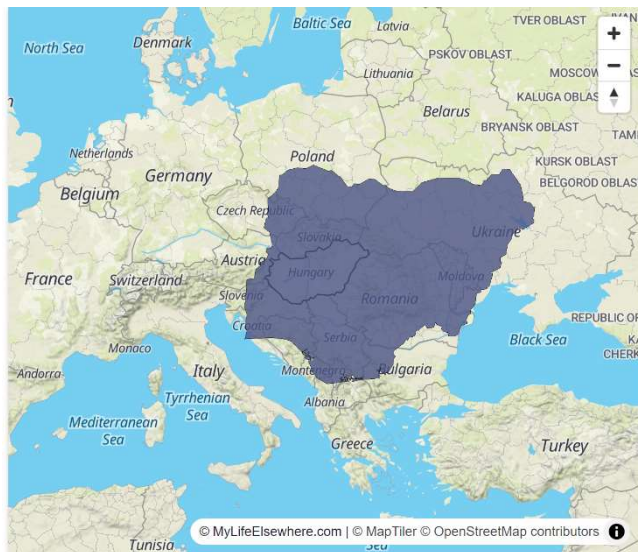 TVER OBLAST
IVAN
Baltic Sea
Latvia
North Sea
Denmark
PSKOV OBLAST
+
−
Lithuania
MOSCOW
KALUGA OBLAS
Belarus
BRYANSK OBLAST
TAM
Netherlands
Poland
KURSK OBLAST
Belgium
Germany
BELGOROD OBLAST
Czech Republic
Ukraine
Slovakia
France
Austria
Hungary
Moldova
Switzerland
Slovenia
Romania
Croatia
REPUBLIC OF
Serbia
Black Sea
Monaco
KA
CHERK
Andorra
Italy
Montenegro
Bulgaria
Tyrrhenian
Sea
Albania
Mediterranean
Sea
Greece
Turkey
© MyLifeElsewhere.com | © MapTiler © OpenStreetMap contributors
Tunisia
Sea